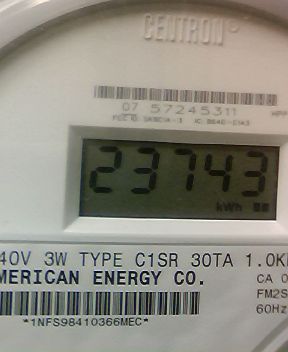 CENTRON®
07 57245311
23743
kWh
40V 3W TYPE C1SR 30TA 1.0K
MERICAN ENERGY CO.
CA 0
FM2S
60Hz
*1NFS98410366MEC*